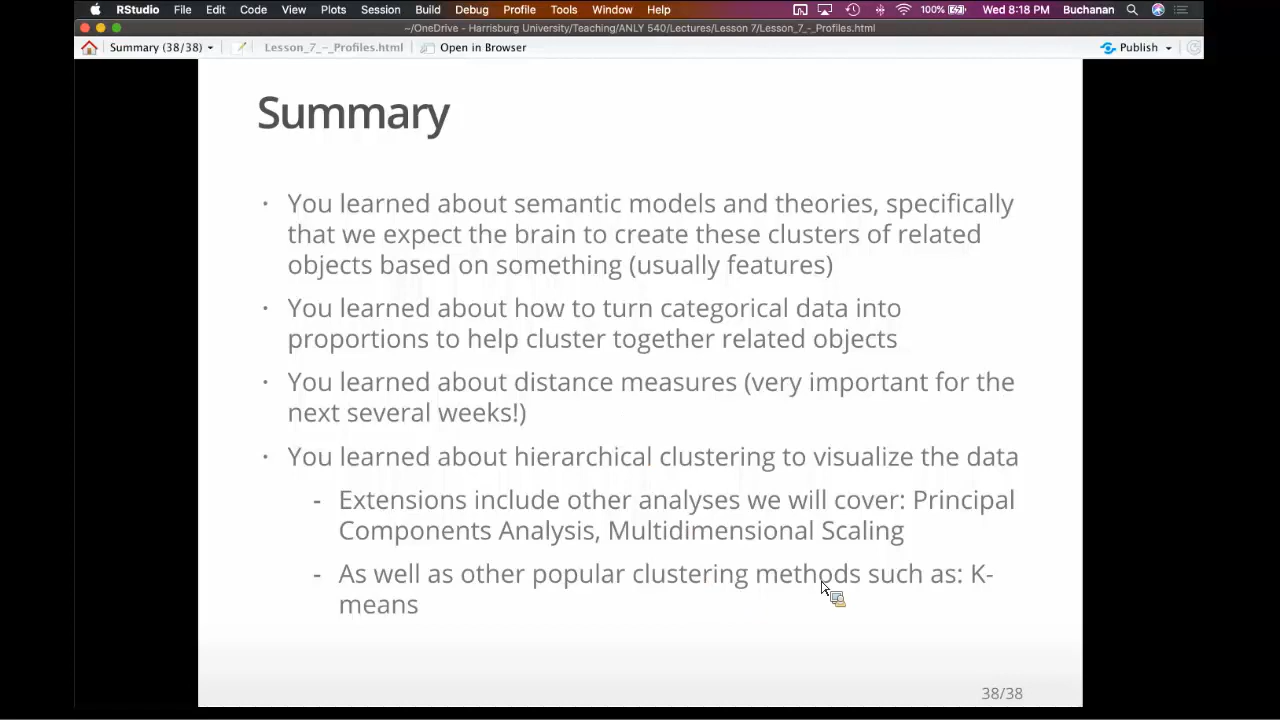 RStudio File Edit Code View Plots Session Build Debug Profile Tools Window Help 100% Wed 8:18 PM Buchanan
~/OneDrive - Harrisburg University/Teaching/ANLY 540/Lectures/Lesson 7/Lesson_7_-_Profiles.html
Summary (38/38) Lesson_7_-_Profiles.html Open in Browser Publish
Summary
· You learned about semantic models and theories, specifically
that we expect the brain to create these clusters of related
objects based on something (usually features)
· You learned about how to turn categorical data into
proportions to help cluster together related objects
· You learned about distance measures (very important for the
next several weeks!)
· You learned about hierarchical clustering to visualize the data
- Extensions include other analyses we will cover: Principal
Components Analysis, Multidimensional Scaling
- As well as other popular clustering methods such as: K-
means
38/38